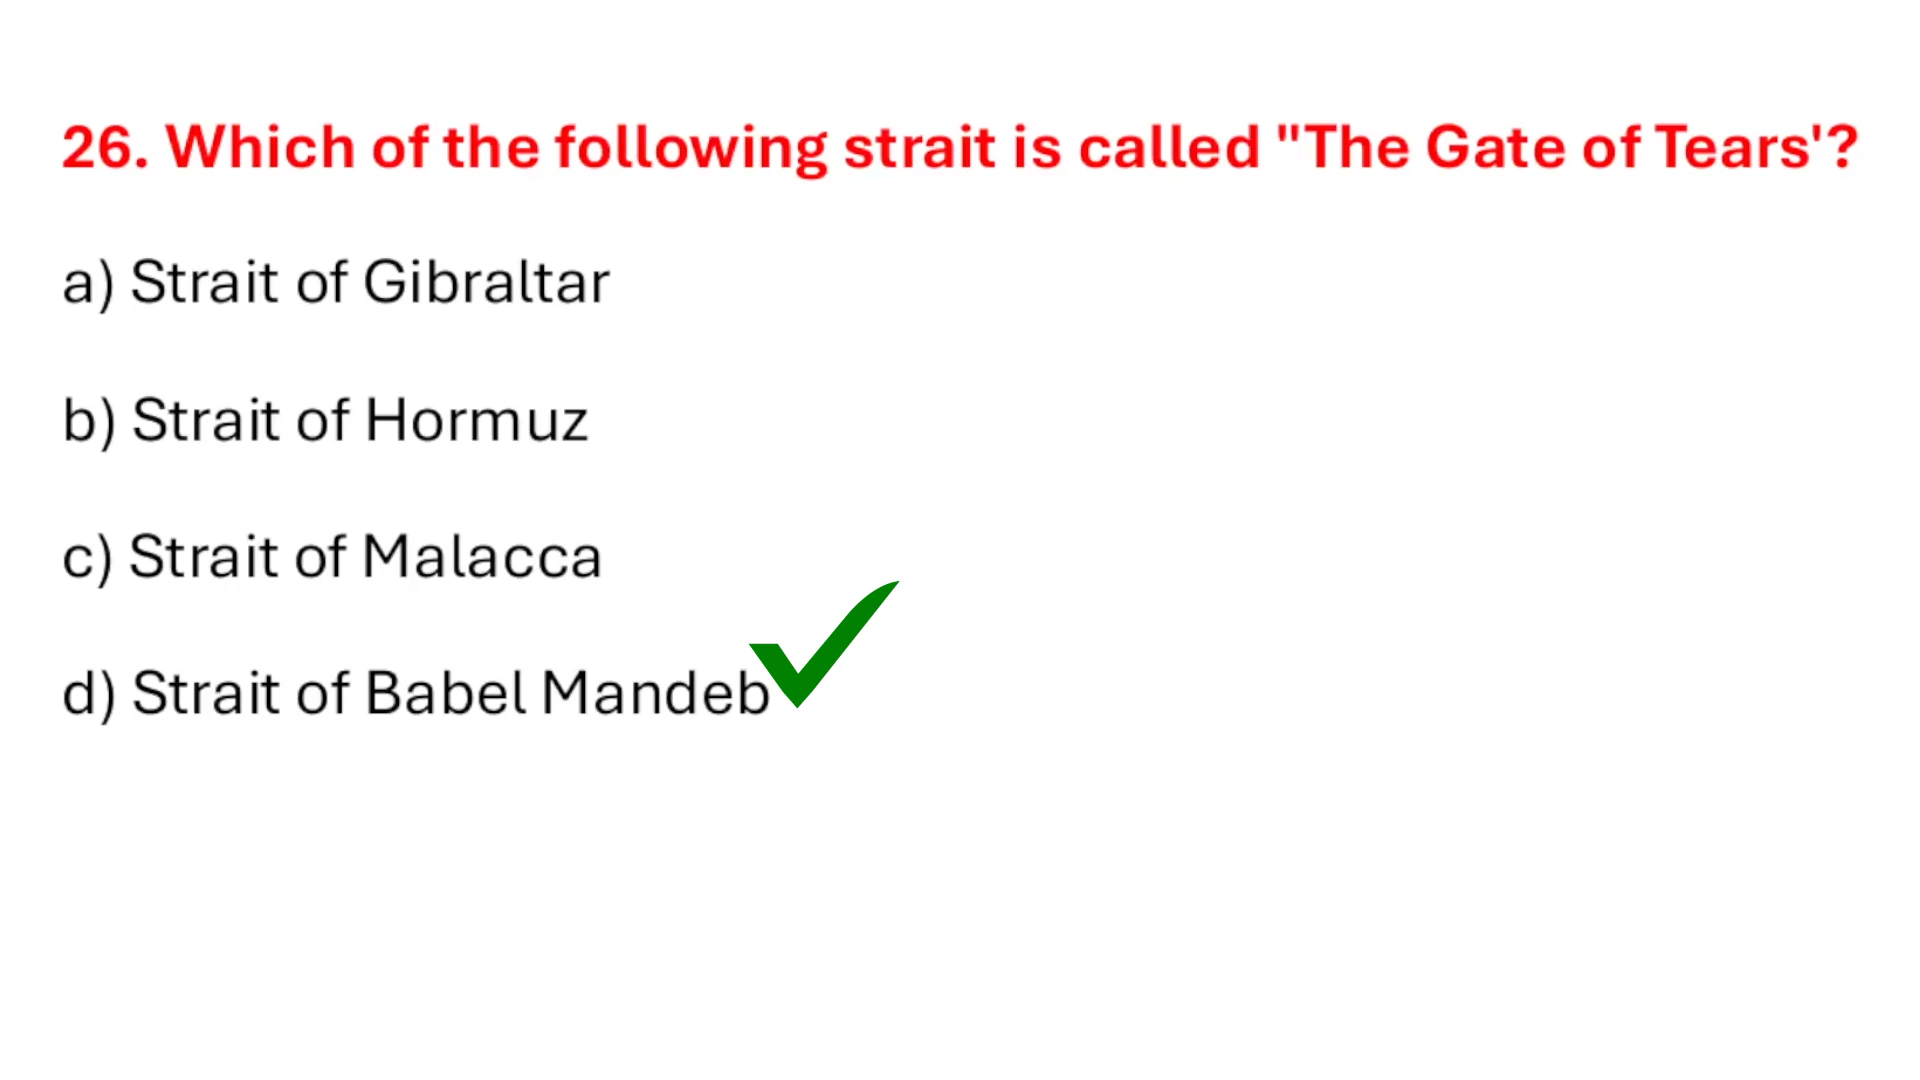 26. Which of the following strait is called "The Gate of Tears'?
a) Strait of Gibraltar
b) Strait of Hormuz
c) Strait of Malacca
d) Strait of Babel Mandeb